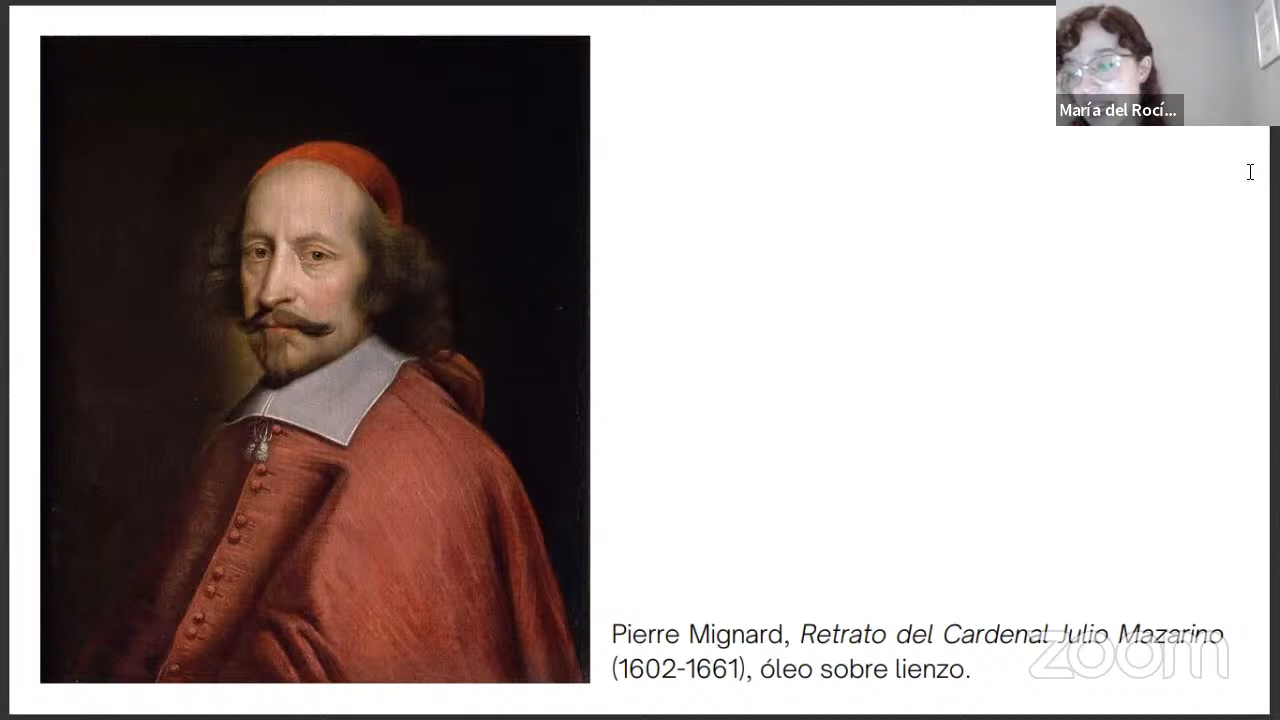 María del Rocí...
Pierre Mignard, Retrato del Cardenal Julio Mazarino
(1602-1661), óleo sobre lienzo.
zoom